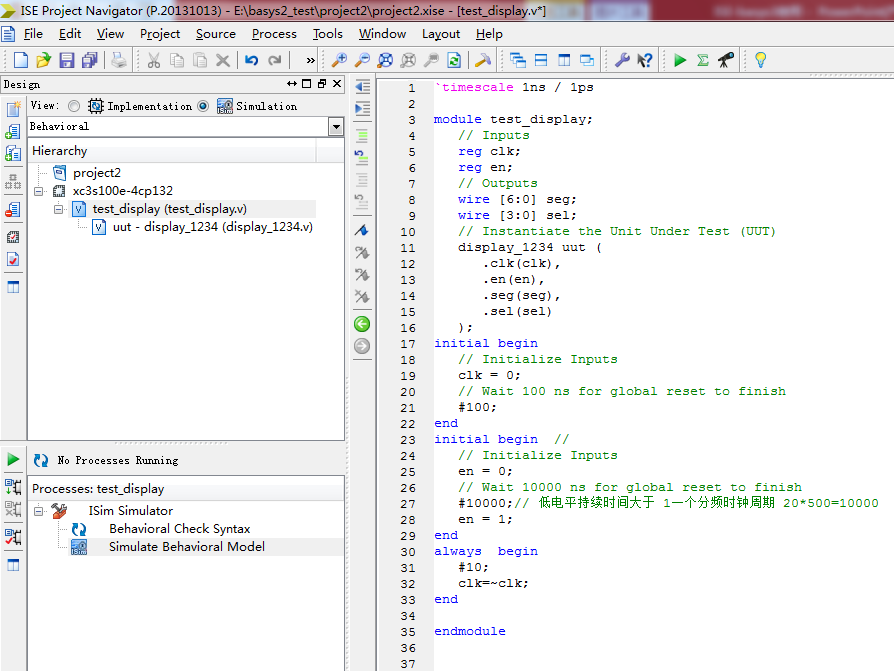 ISE Project Navigator (P.20131013) - E:\basys2_test\project2\project2.xise - [test_display.v*]
File Edit View Project Source Process Tools Window Layout Help
Design
View: Implementation Simulation
Behavioral
Hierarchy
project2
xc3s100e-4cp132
test_display (test_display.v)
uut - display_1234 (display_1234.v)
No Processes Running
Processes: test_display
ISim Simulator
Behavioral Check Syntax
Simulate Behavioral Model
1 `timescale 1ns / 1ps
2
3 module test_display;
4 // Inputs
5 reg clk;
6 reg en;
7 // Outputs
8 wire [6:0] seg;
9 wire [3:0] sel;
10 // Instantiate the Unit Under Test (UUT)
11 display_1234 uut (
12 .clk(clk),
13 .en(en),
14 .seg(seg),
15 .sel(sel)
16 );
17 initial begin
18 // Initialize Inputs
19 clk = 0;
20 // Wait 100 ns for global reset to finish
21 #100;
22 end
23 initial begin //
24 // Initialize Inputs
25 en = 0;
26 // Wait 10000 ns for global reset to finish
27 #10000;// 低电平持续时间大于 1一个分频时钟周期 20*500=10000
28 en = 1;
29 end
30 always begin
31 #10;
32 clk=~clk;
33 end
34
35 endmodule
36
37